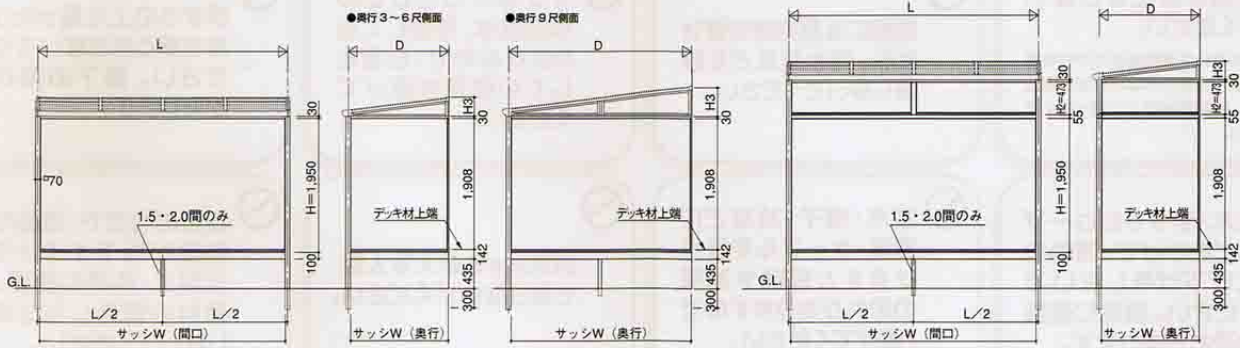 ●奥行3～6尺側面
●奥行9尺側面
L
D
D
L
D
30
H=1,950
100
□70
1.5・2.0間のみ
G.L.
L/2
L/2
サッシW（間口）
H3
30
1,908
デッキ材上端
142
435
300
サッシW（奥行）
H3
30
1,908
デッキ材上端
142
435
300
サッシW（奥行）
30
H2=473
55
H=1,950
100
1.5・2.0間のみ
G.L.
L/2
L/2
サッシW（間口）
H3
30
H2=473
55
1,908
デッキ材上端
142
435
300
サッシW（奥行）